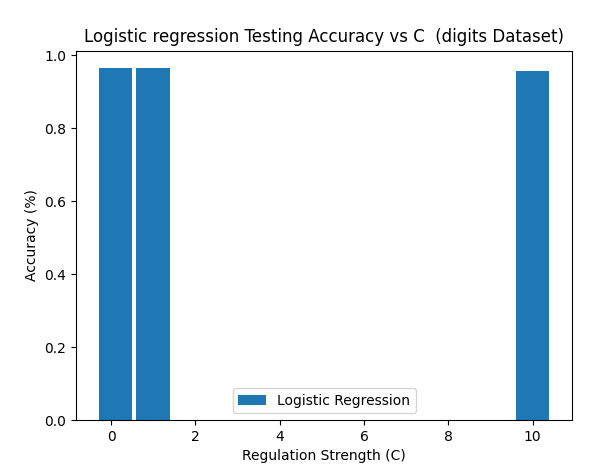 Logistic regression Testing Accuracy vs C  (digits Dataset)
1.0
0.8
0.6
0.4
0.2
0.0
Accuracy (%)
Logistic Regression
0 2 4 6 8 10
Regulation Strength (C)